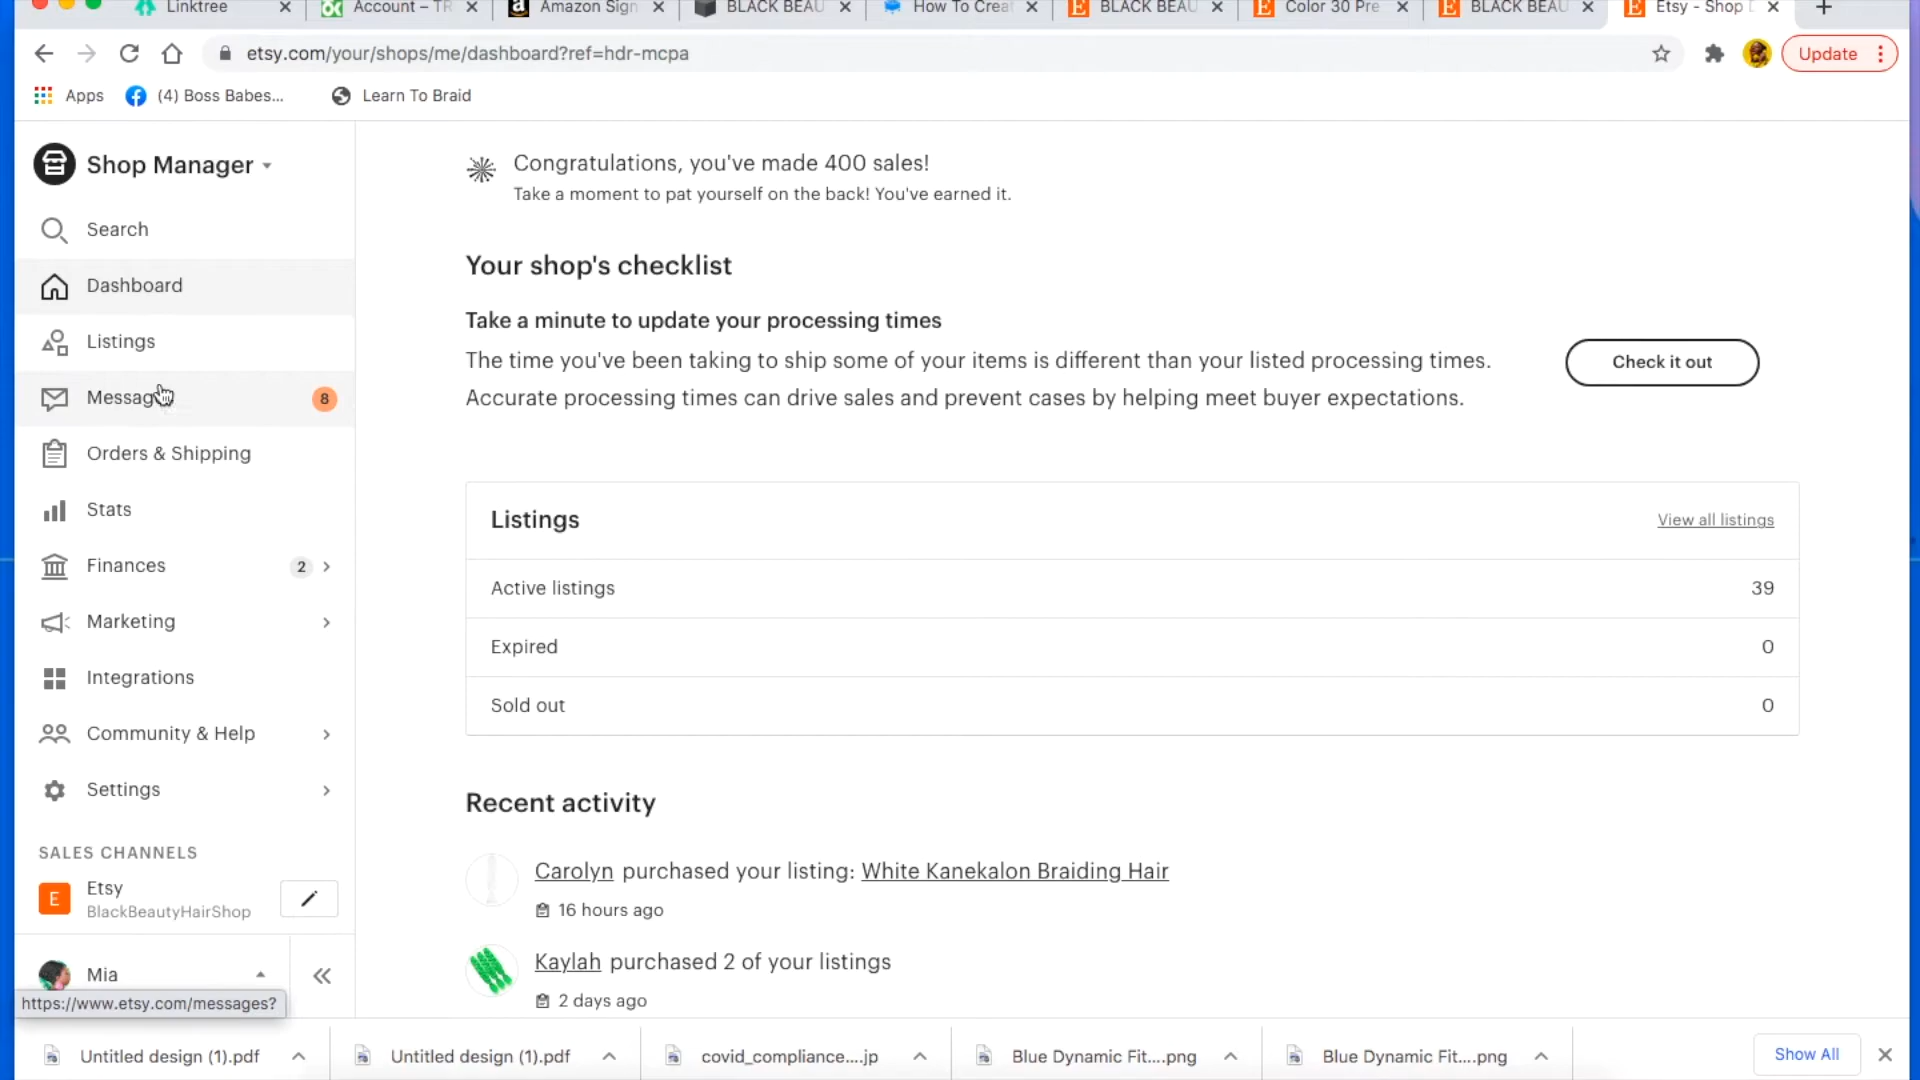 Linktree
Account – TR
Amazon Sign
BLACK BEAU
How To Creat
BLACK BEAU
Color 30 Pre
BLACK BEAU
Etsy - Shop D
etsy.com/your/shops/me/dashboard?ref=hdr-mcpa
Update
Apps
(4) Boss Babes...
Learn To Braid
Shop Manager
Search
Dashboard
Listings
Messag
8
Orders & Shipping
Stats
Finances
2
Marketing
Integrations
Community & Help
Settings
SALES CHANNELS
E
Etsy
BlackBeautyHairShop
Mia
https://www.etsy.com/messages?
Congratulations, you've made 400 sales!
Take a moment to pat yourself on the back! You've earned it.
Your shop's checklist
Take a minute to update your processing times
The time you've been taking to ship some of your items is different than your listed processing times.
Accurate processing times can drive sales and prevent cases by helping meet buyer expectations.
Check it out
Listings
View all listings
Active listings 39
Expired 0
Sold out 0
Recent activity
Carolyn purchased your listing: White Kanekalon Braiding Hair
16 hours ago
Kaylah purchased 2 of your listings
2 days ago
Untitled design (1).pdf
Untitled design (1).pdf
covid_compliance....jp
Blue Dynamic Fit....png
Blue Dynamic Fit....png
Show All